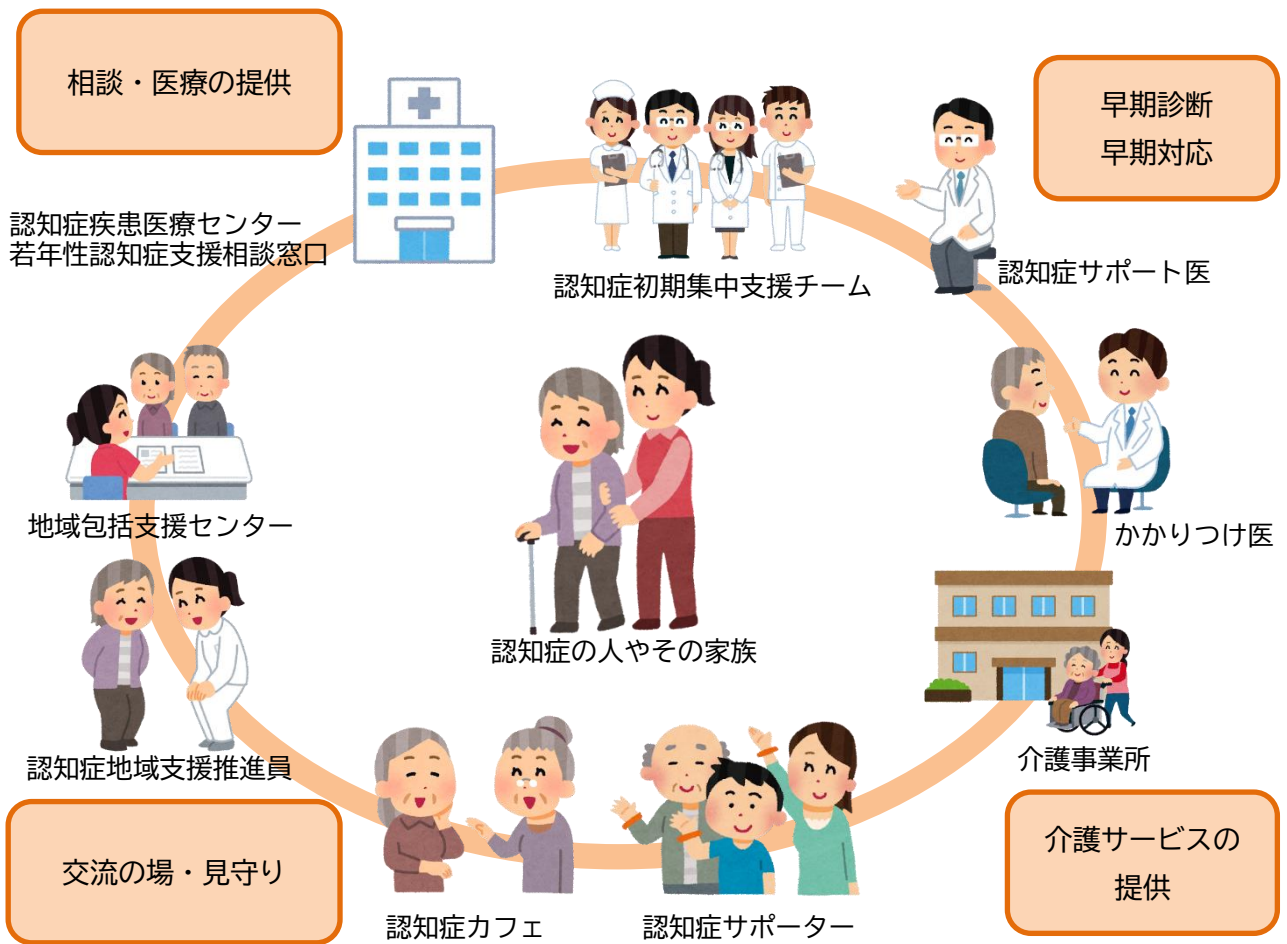 相談・医療の提供
早期診断
早期対応
認知症疾患医療センター
若年性認知症支援相談窓口
認知症初期集中支援チーム
認知症サポート医
地域包括支援センター
かかりつけ医
認知症の人やその家族
認知症地域支援推進員
介護事業所
交流の場・見守り
認知症カフェ
認知症サポーター
介護サービスの
提供